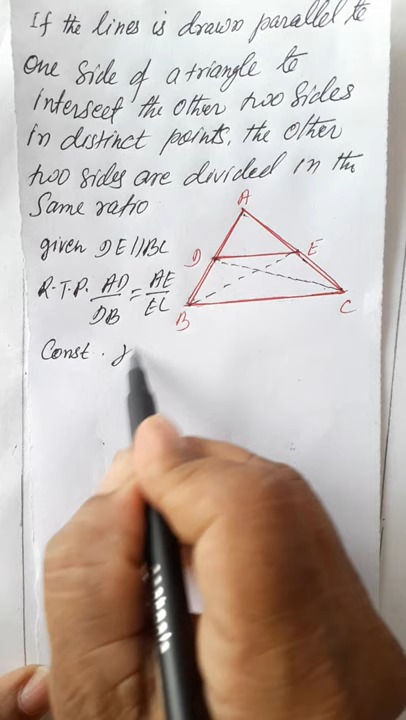 If the lines is drawn parallel to
one side of a triangle to
intersect the other two sides
in distinct points, the other
two sides are divided in the
same ratio
given DE||BC
R.T.P. AD/DB = AE/EC
Const. J
A
D
E
B
C